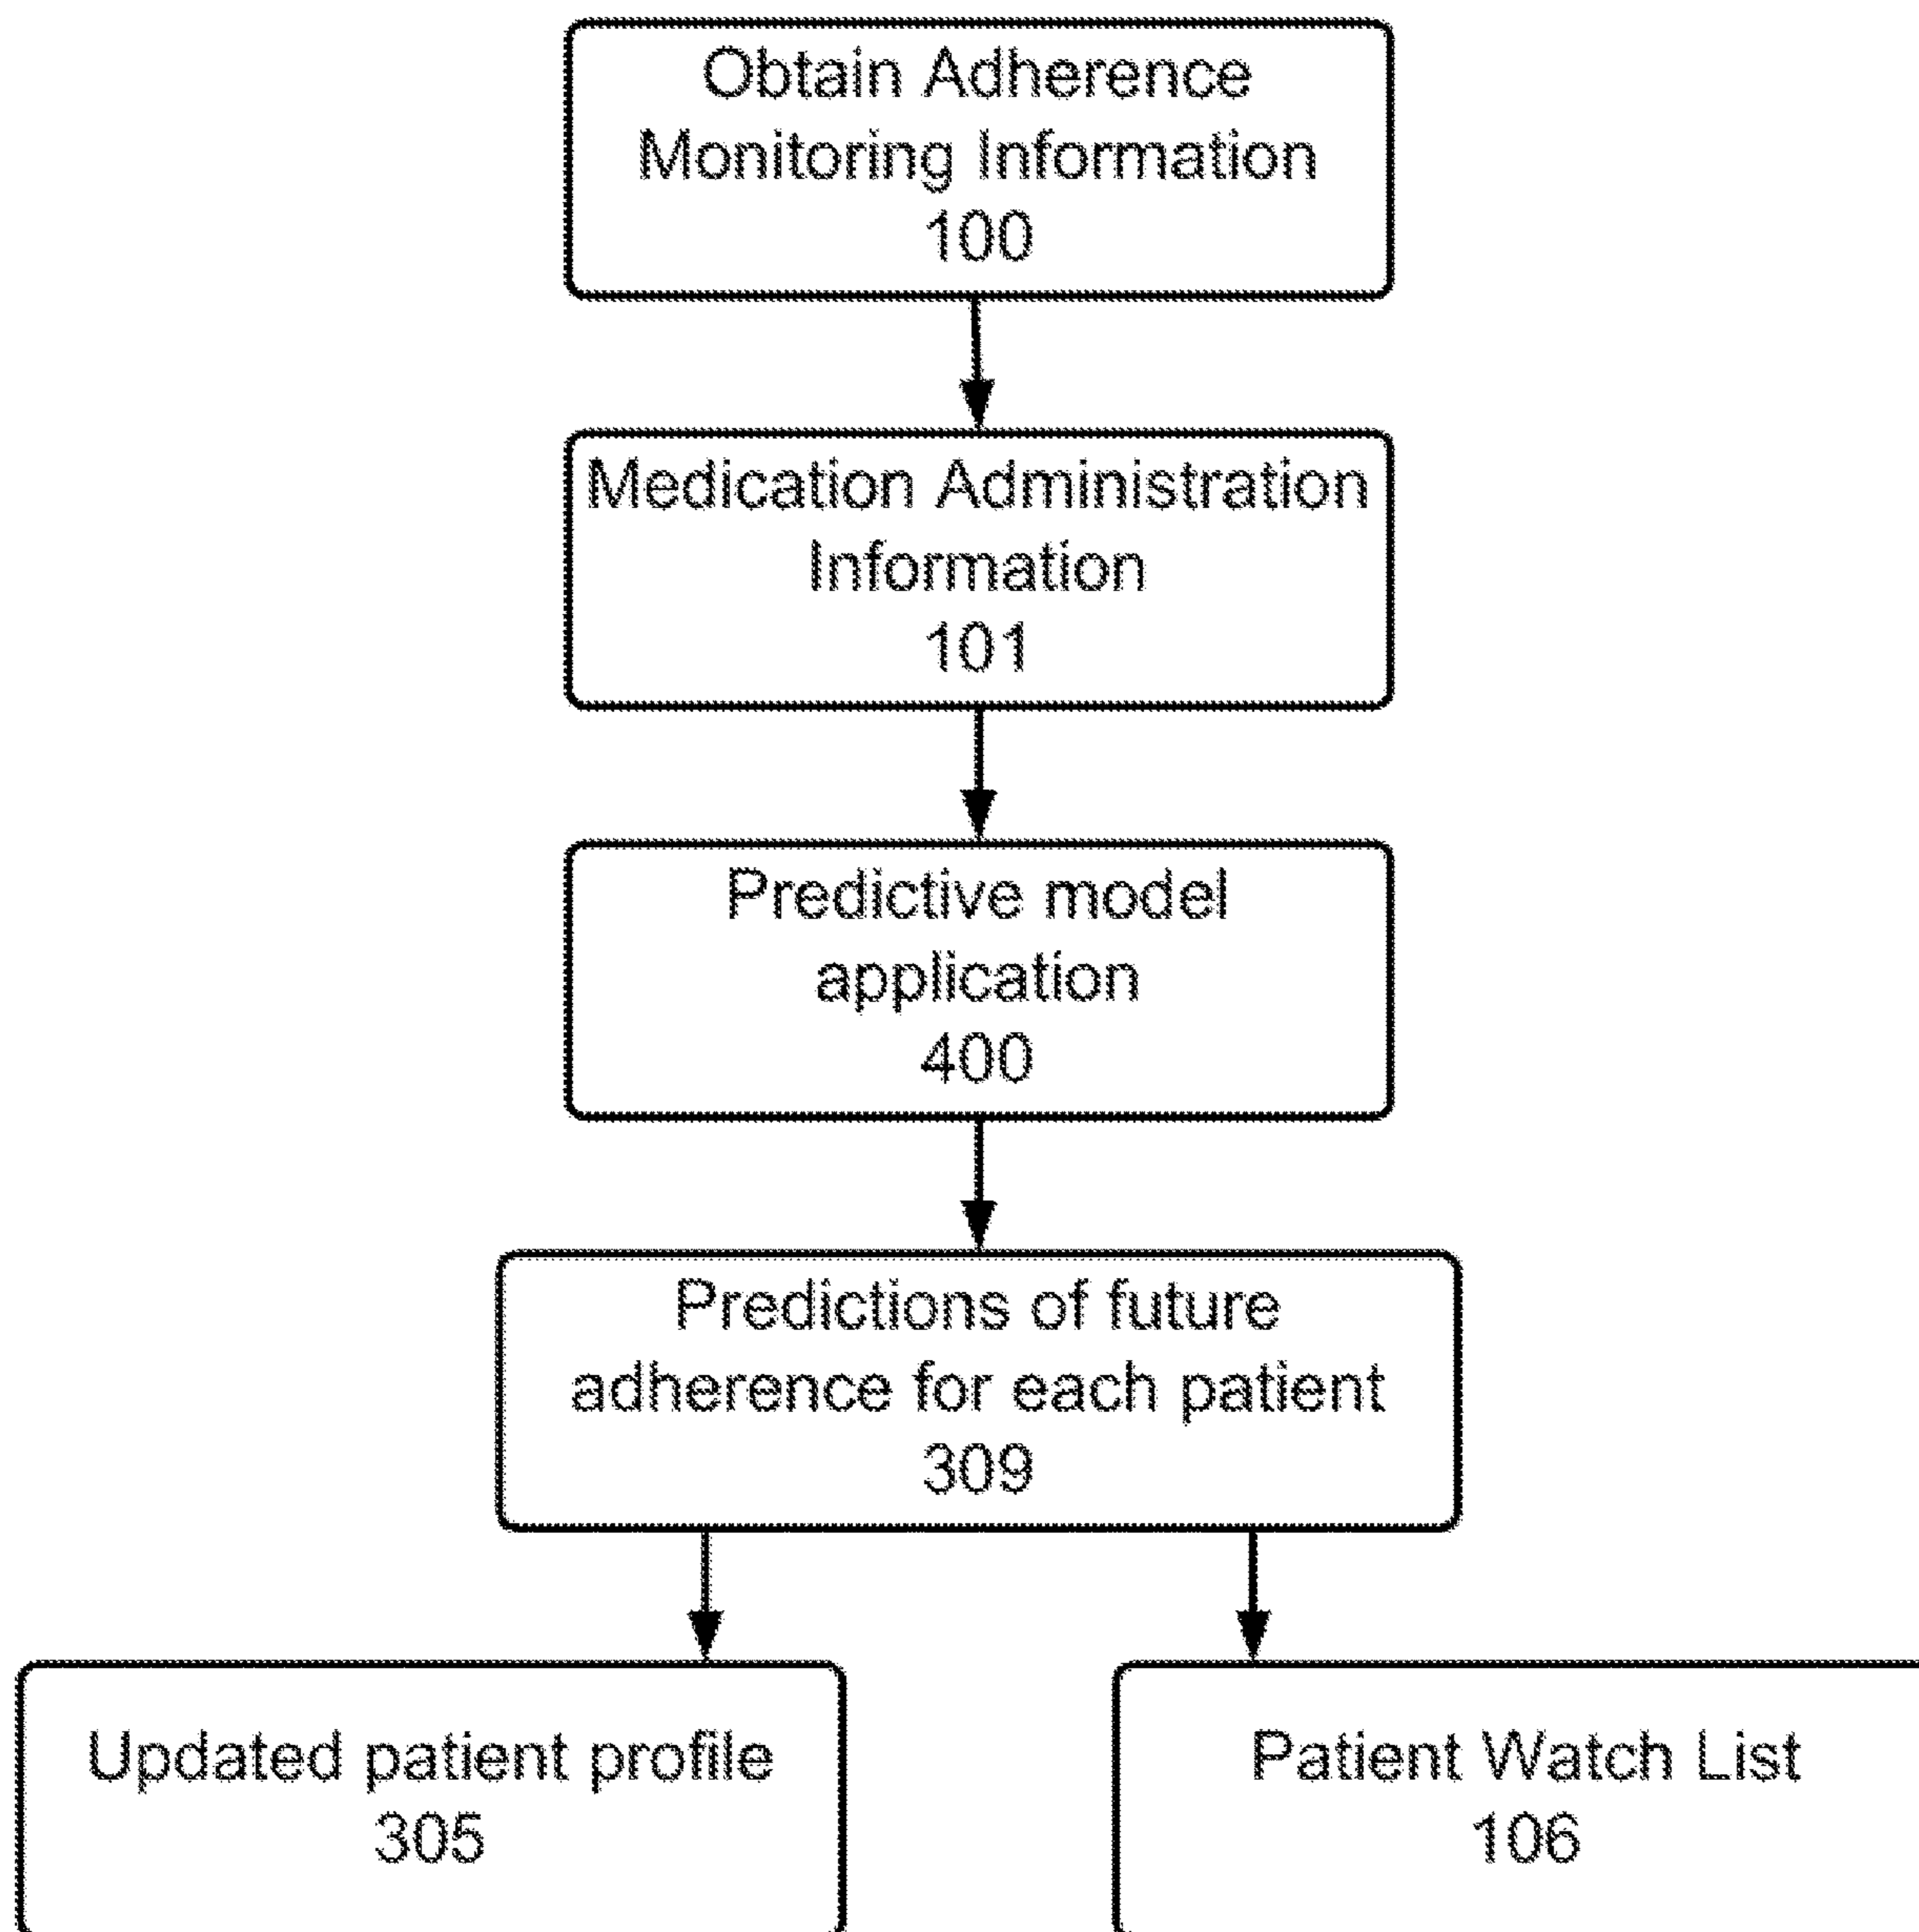 Obtain Adherence
Monitoring Information
100
Medication Administration
Information
101
Predictive model
application
400
Predictions of future
adherence for each patient
309
Updated patient profile
305
Patient Watch List
106